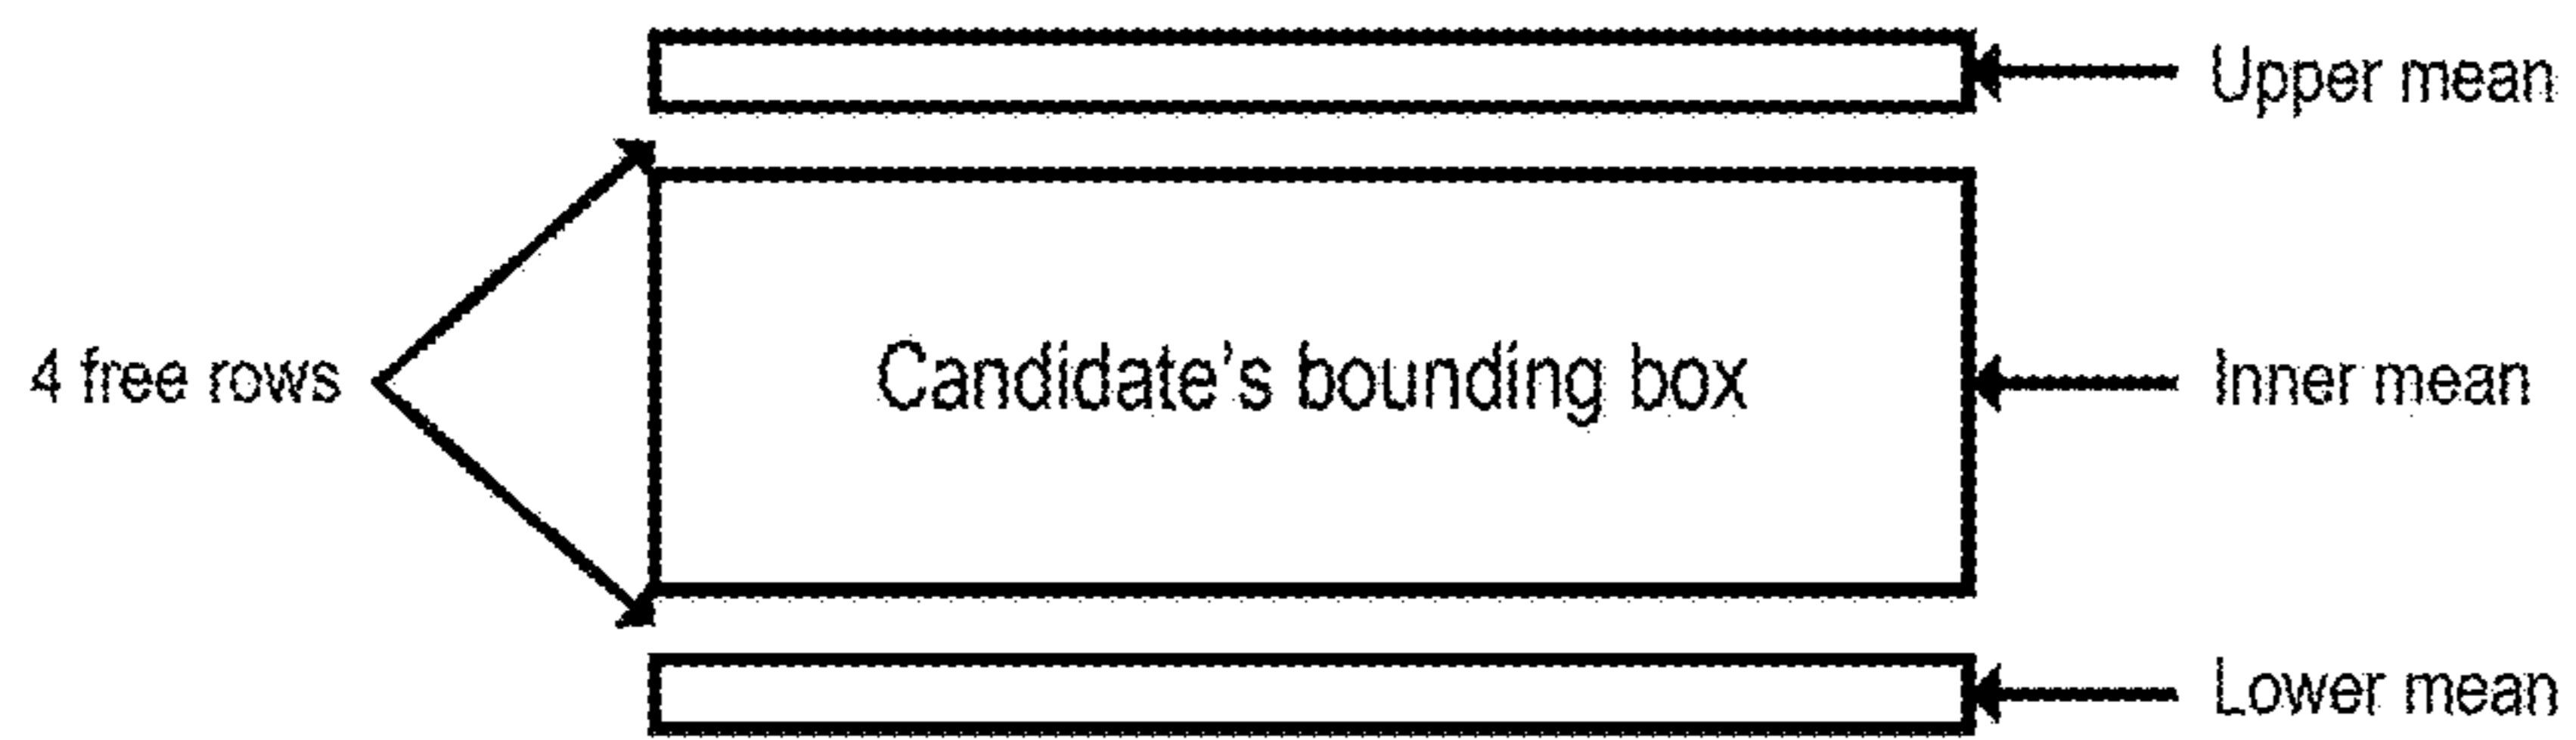 Upper mean
4 free rows
Candidate's bounding box
Inner mean
Lower mean